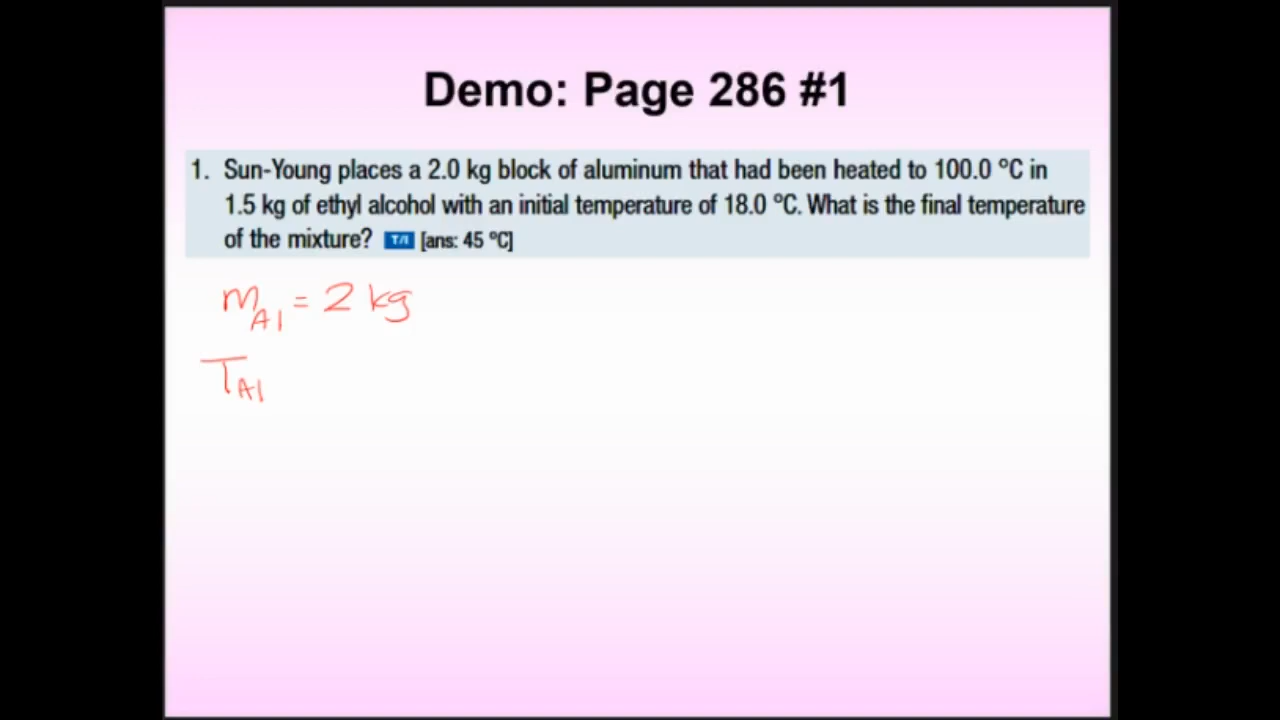 Demo: Page 286 #1
1. Sun-Young places a 2.0 kg block of aluminum that had been heated to 100.0 °C in
1.5 kg of ethyl alcohol with an initial temperature of 18.0 °C. What is the final temperature
of the mixture? T/I [ans: 45 °C]
m_Al = 2 kg
T_Al